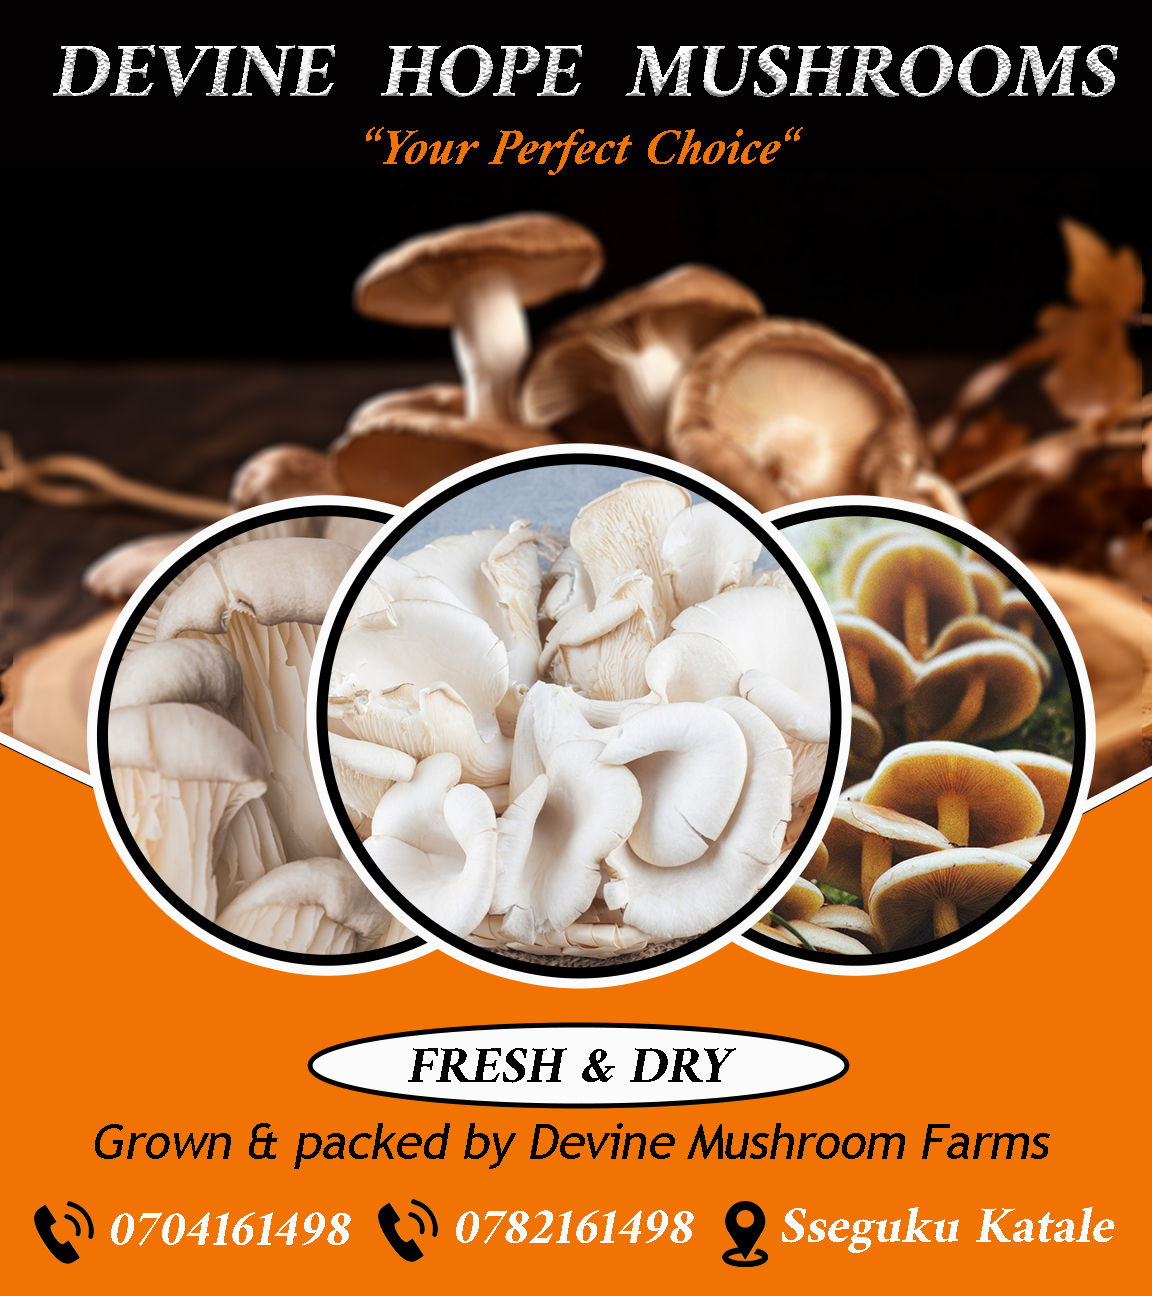 DEVINE HOPE MUSHROOMS
“Your Perfect Choice“
FRESH & DRY
Grown & packed by Devine Mushroom Farms
0704161498 0782161498 Sseguku Katale